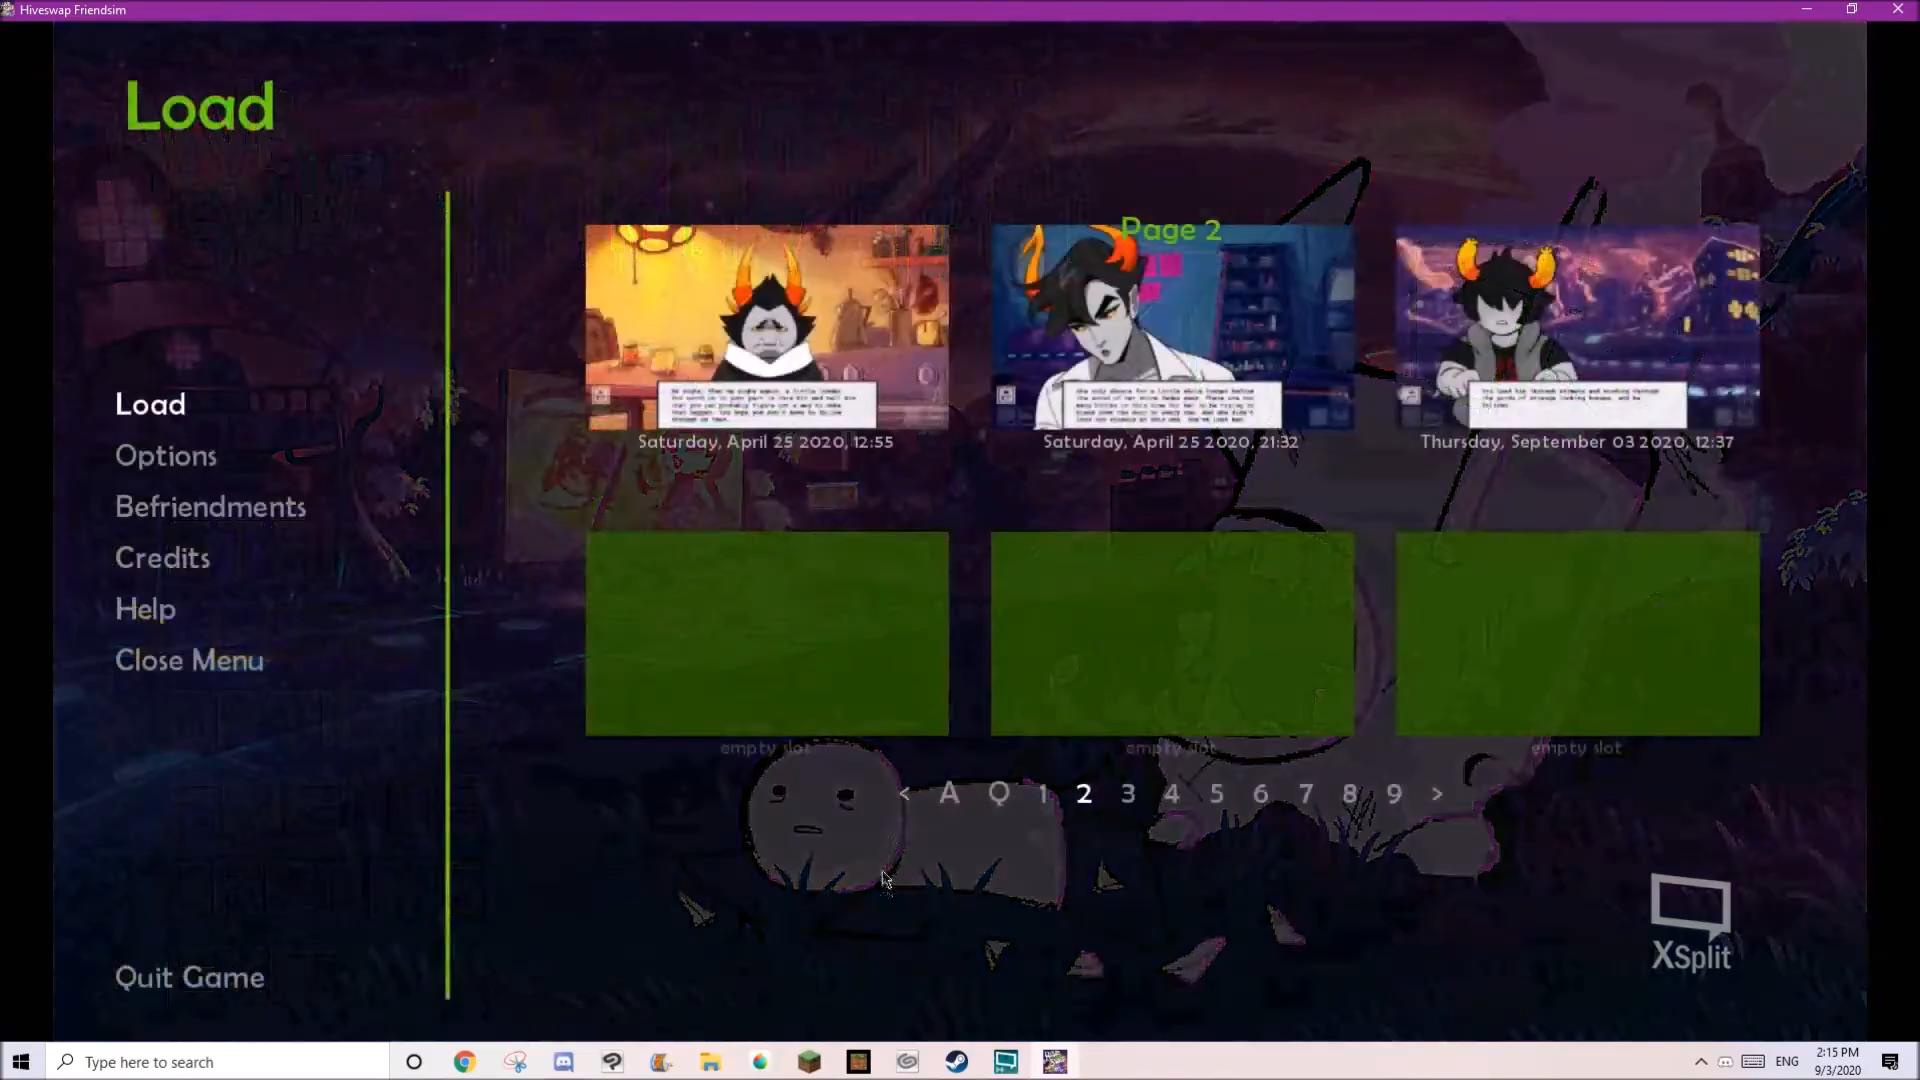 Hiveswap Friendsim
Load
Page 2
Saturday, April 25 2020, 12:55
Saturday, April 25 2020, 21:32
Thursday, September 03 2020, 12:37
Load
Options
Befriendments
Credits
Help
Close Menu
empty slot
empty slot
empty slot
< A Q 1 2 3 4 5 6 7 8 9 >
Quit Game
XSplit
Type here to search
ENG
2:15 PM
9/3/2020